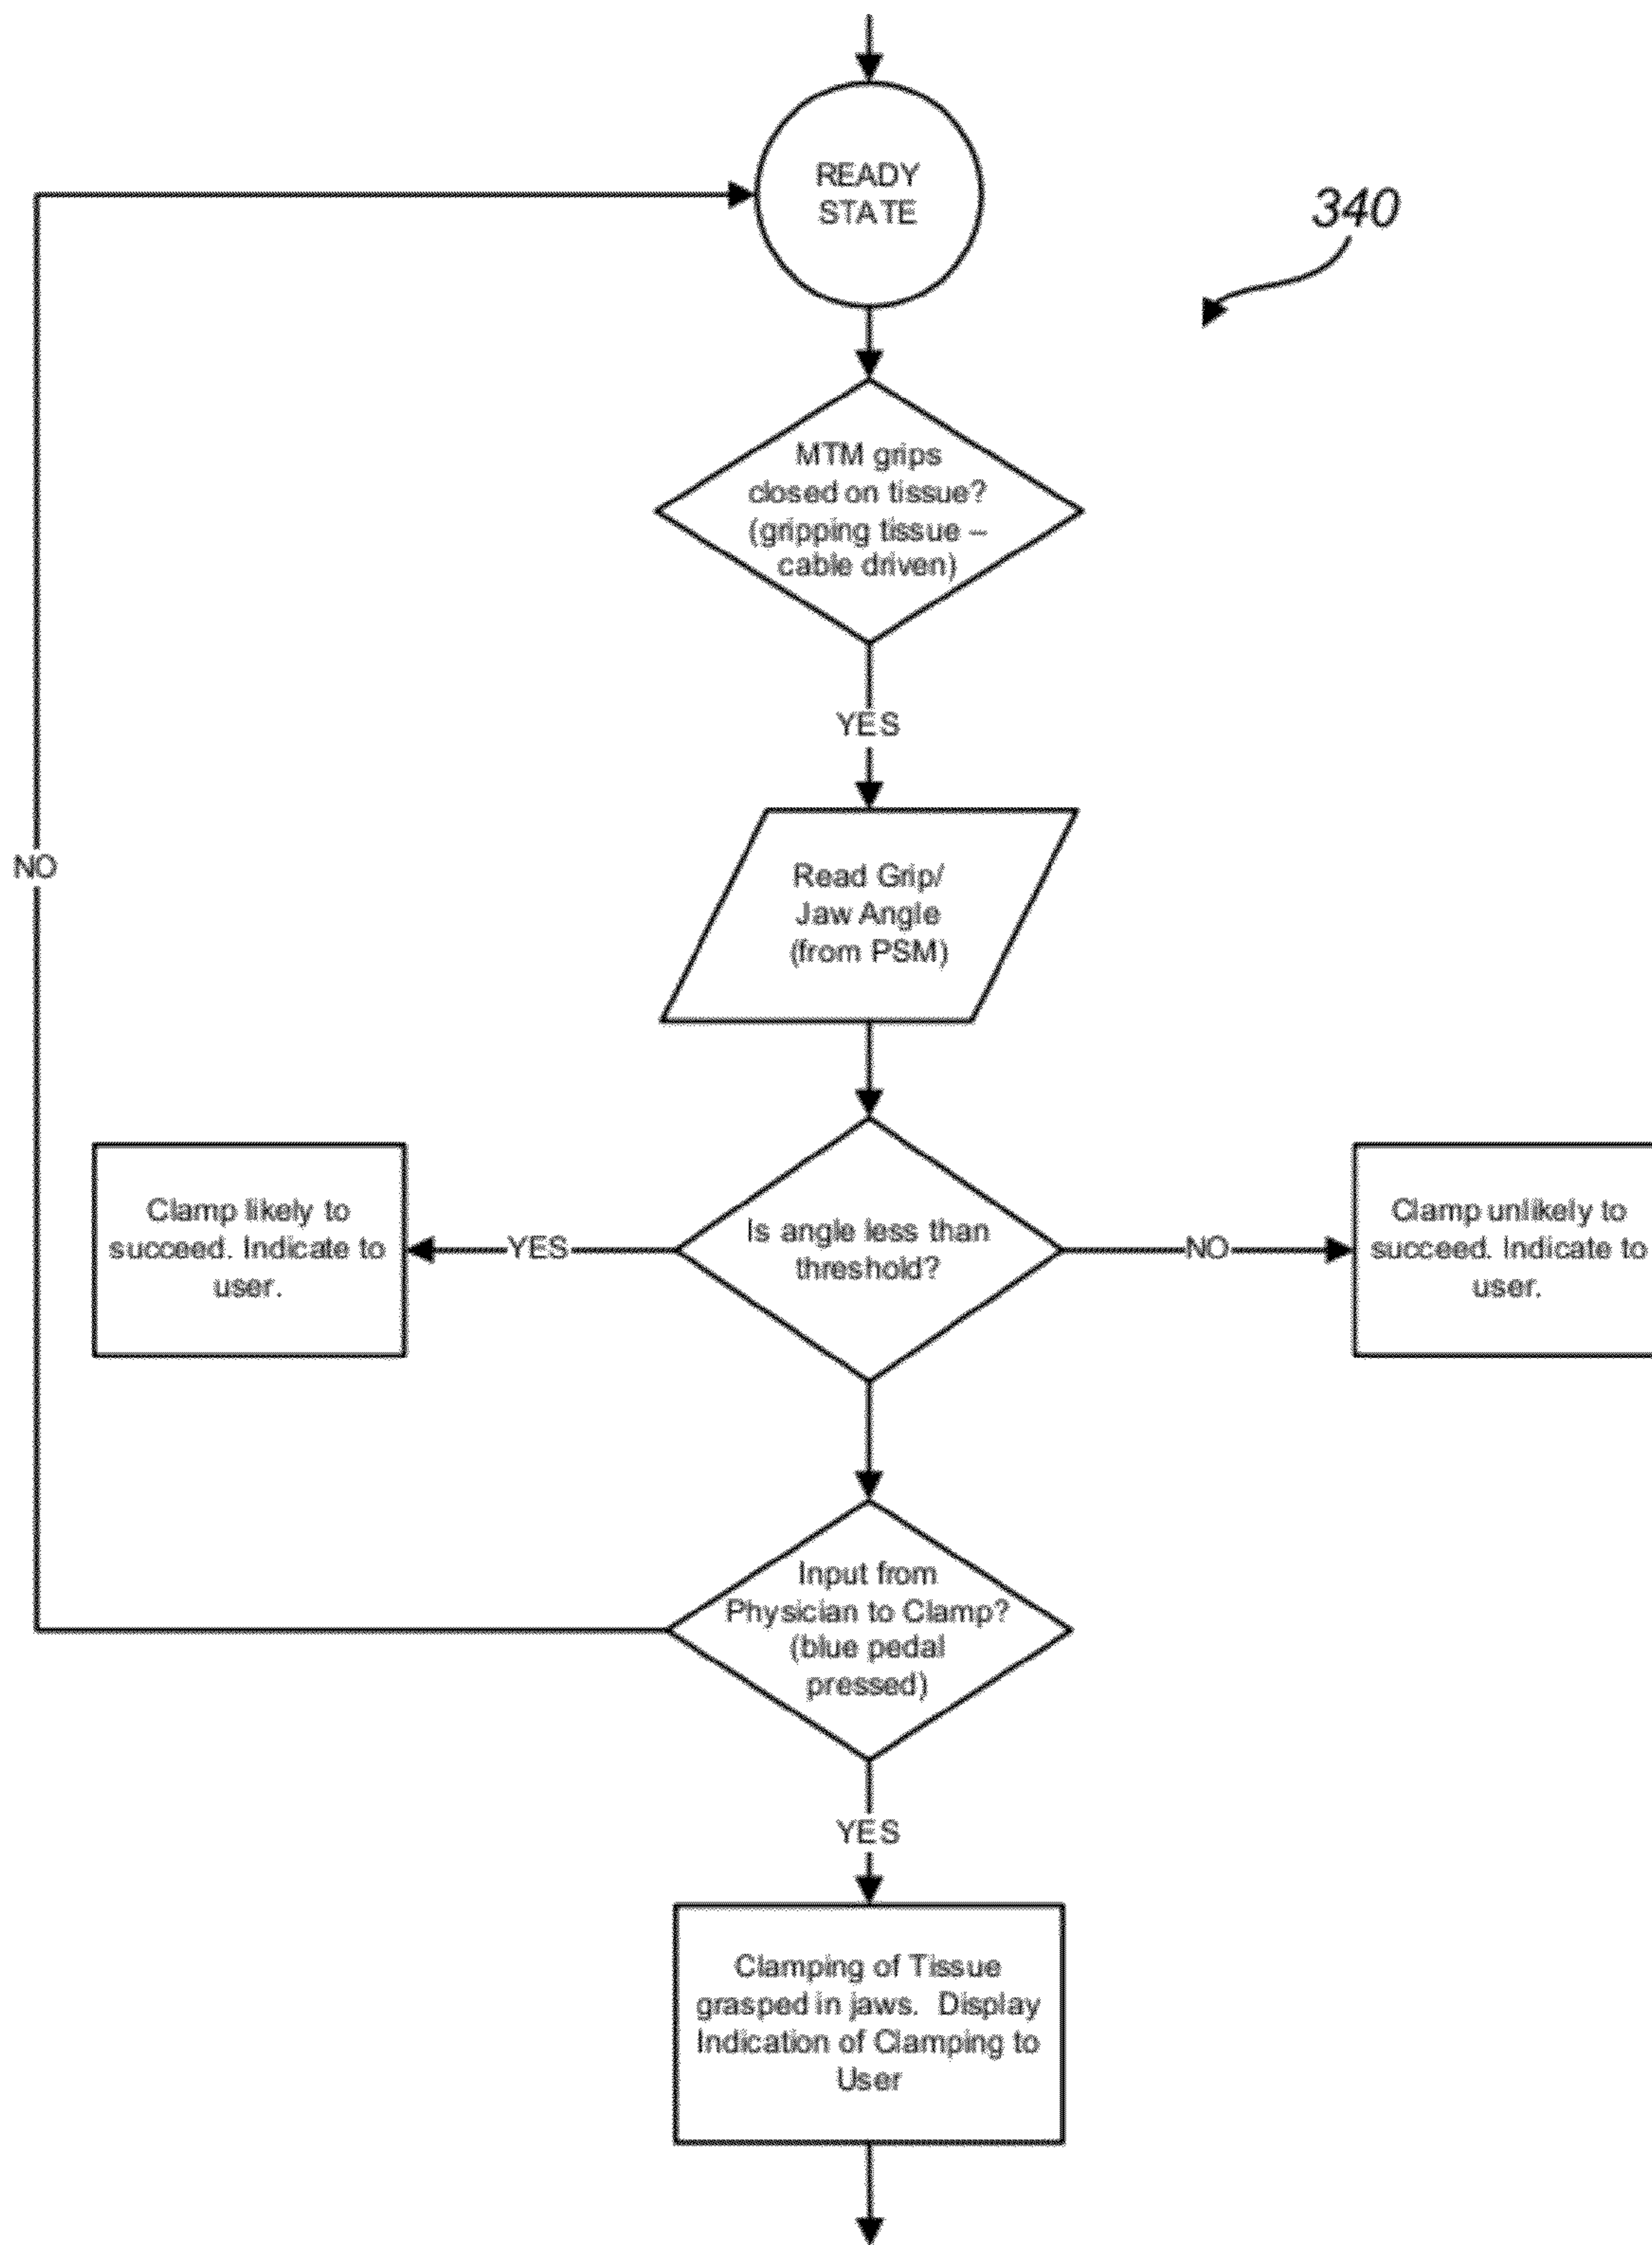 READY
STATE
340
MTM grips
closed on tissue?
(gripping tissue –
cable driven)
YES
NO
Read Grip/
Jaw Angle
(from PSM)
Clamp likely to
succeed. Indicate to
user.
YES
Is angle less than
threshold?
NO
Clamp unlikely to
succeed. Indicate to
user.
Input from
Physician to Clamp?
(blue pedal
pressed)
YES
Clamping of Tissue
grasped in jaws. Display
Indication of Clamping to
User